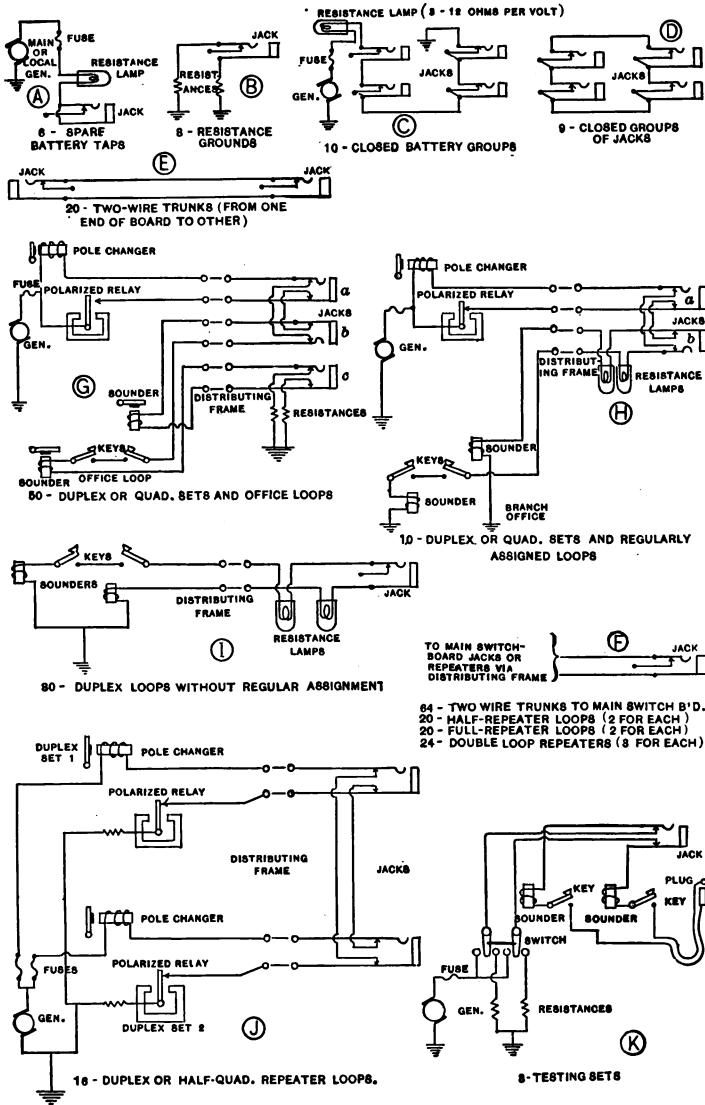 RESISTANCE LAMP (3 - 12 OHMS PER VOLT)
FUSE
MAIN
OR
LOCAL
GEN.
RESISTANCE
LAMP
A
JACK
6 - SPARE
BATTERY TAPS
JACK
RESIST-
ANCES
B
8 - RESISTANCE
GROUNDS
FUSE
GEN.
JACKS
C
10 - CLOSED BATTERY GROUPS
D
JACKS
9 - CLOSED GROUPS
OF JACKS
E
JACK
JACK
20 - TWO-WIRE TRUNKS (FROM ONE
END OF BOARD TO OTHER)
POLE CHANGER
FUSE
POLARIZED RELAY
GEN.
a
JACKS
b
c
G
SOUNDER
DISTRIBUTING
FRAME
RESISTANCES
KEYS
OFFICE LOOP
SOUNDER
50 - DUPLEX OR QUAD. SETS AND OFFICE LOOPS
POLE CHANGER
POLARIZED RELAY
GEN.
a
JACKS
b
DISTRIBUT-
ING FRAME
RESISTANCE
LAMPS
H
SOUNDER
KEYS
SOUNDER
BRANCH
OFFICE
10 - DUPLEX OR QUAD. SETS AND REGULARLY
ASSIGNED LOOPS
KEYS
SOUNDERS
DISTRIBUTING
FRAME
JACK
RESISTANCE
LAMPS
I
80 - DUPLEX LOOPS WITHOUT REGULAR ASSIGNMENT
F
TO MAIN SWITCH-
BOARD JACKS OR
REPEATERS VIA
DISTRIBUTING FRAME
JACK
64 - TWO WIRE TRUNKS TO MAIN SWITCH B'D.
20 - HALF-REPEATER LOOPS (2 FOR EACH)
20 - FULL-REPEATER LOOPS (2 FOR EACH)
24 - DOUBLE LOOP REPEATERS (3 FOR EACH)
DUPLEX
SET 1
POLE CHANGER
POLARIZED RELAY
DISTRIBUTING
FRAME
JACKS
POLE CHANGER
POLARIZED RELAY
FUSES
GEN.
DUPLEX SET 2
J
16 - DUPLEX OR HALF-QUAD. REPEATER LOOPS.
JACK
PLUG
KEY
KEY
SOUNDER
SOUNDER
SWITCH
FUSE
GEN.
RESISTANCES
K
3 - TESTING SETS